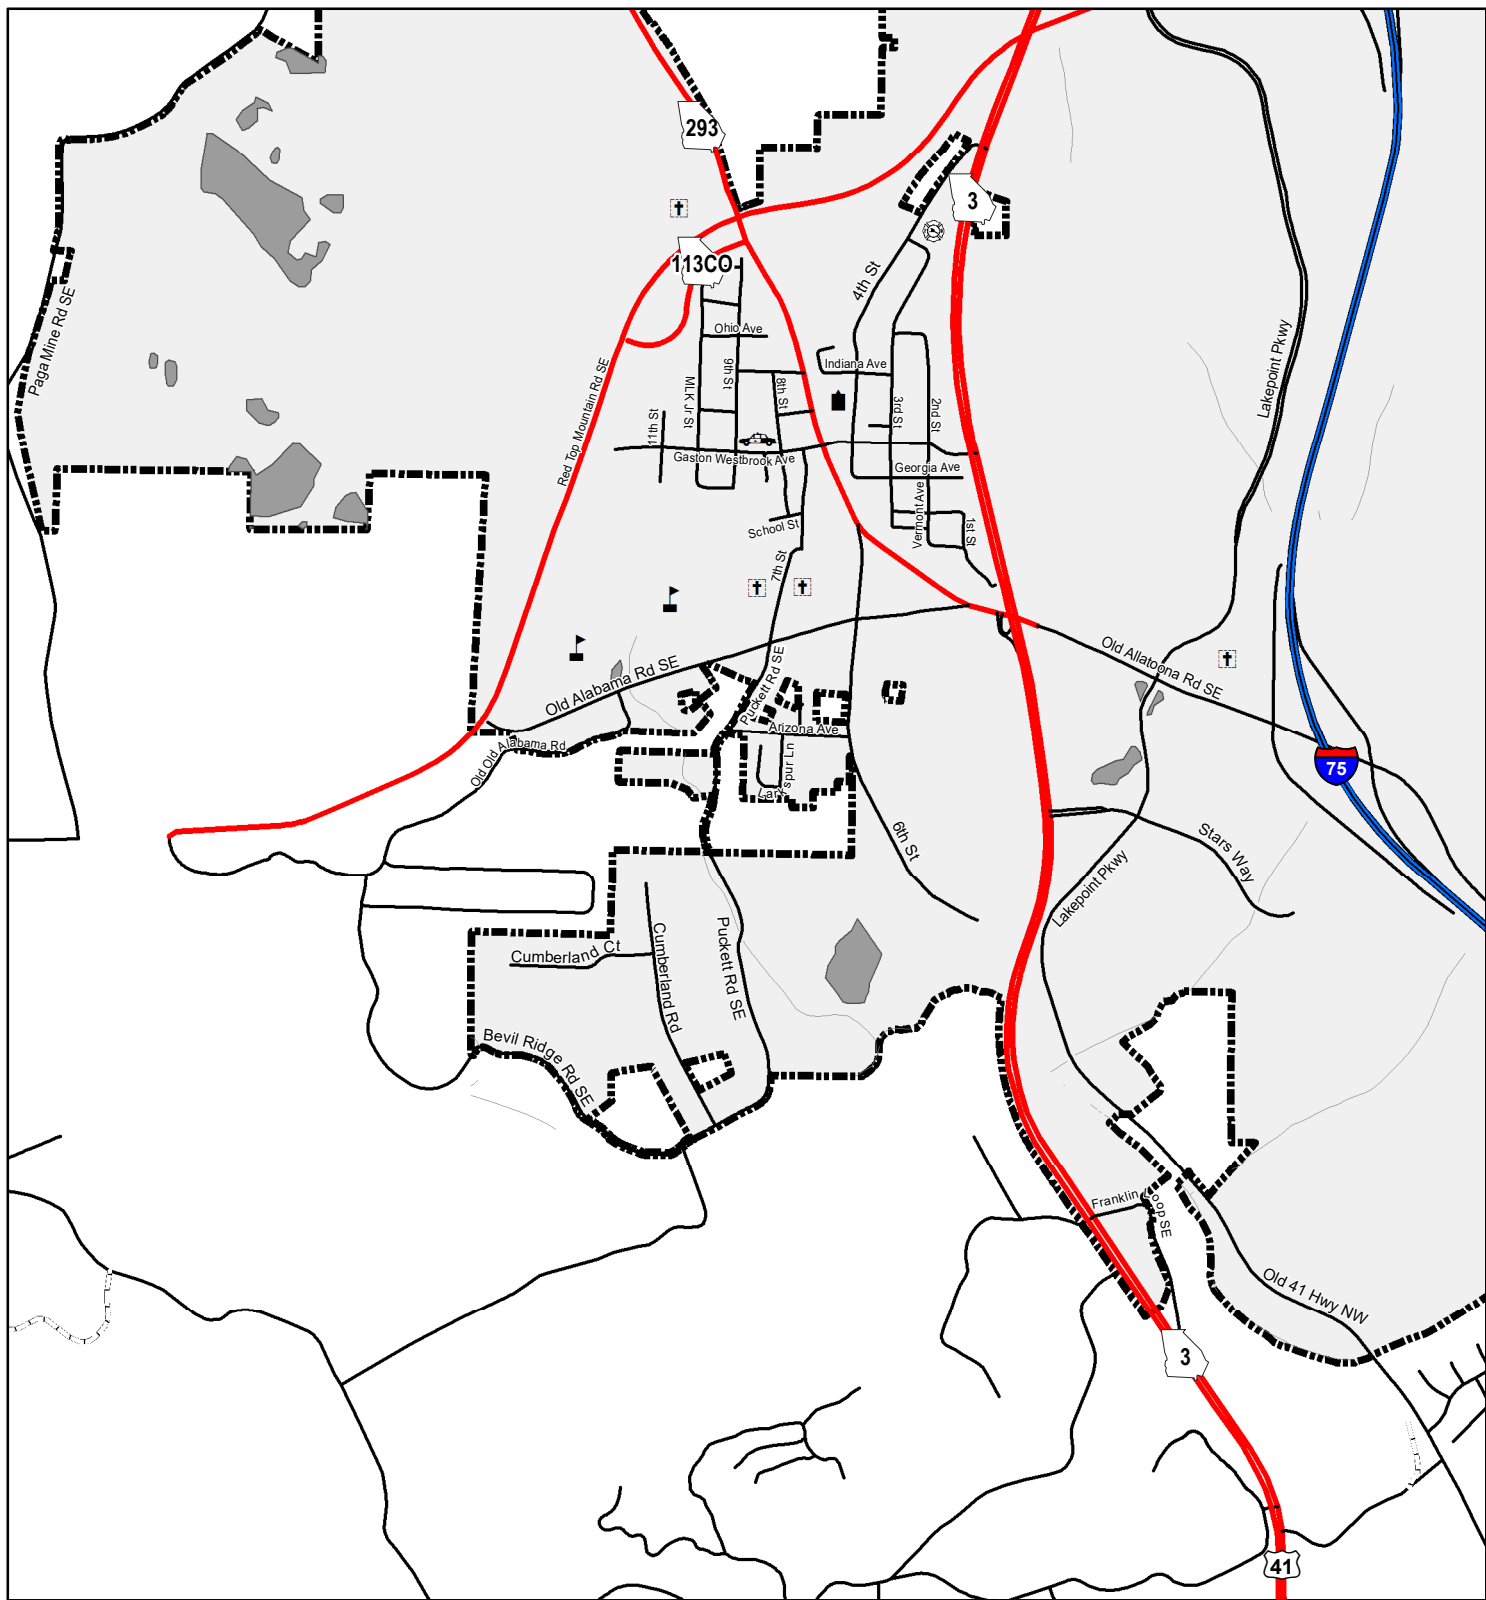 293
3
113CO
4th St
Paga Mine Rd SE
Lakepoint Pkwy
Ohio Ave
Indiana Ave
Red Top Mountain Rd SE
9th St
MLK Jr St
8th St
11th St
3rd St
2nd St
Gaston Westbrook Ave
Georgia Ave
Vermont Ave
1st St
School St
7th St
Old Allatoona Rd SE
Old Alabama Rd SE
Puckett Rd SE
Arizona Ave
Old Old Alabama Rd
Larkspur Ln
75
6th St
Stars Way
Lakepoint Pkwy
Cumberland Ct
Cumberland Rd
Puckett Rd SE
Bevil Ridge Rd SE
Franklin Loop SE
Old 41 Hwy NW
3
41